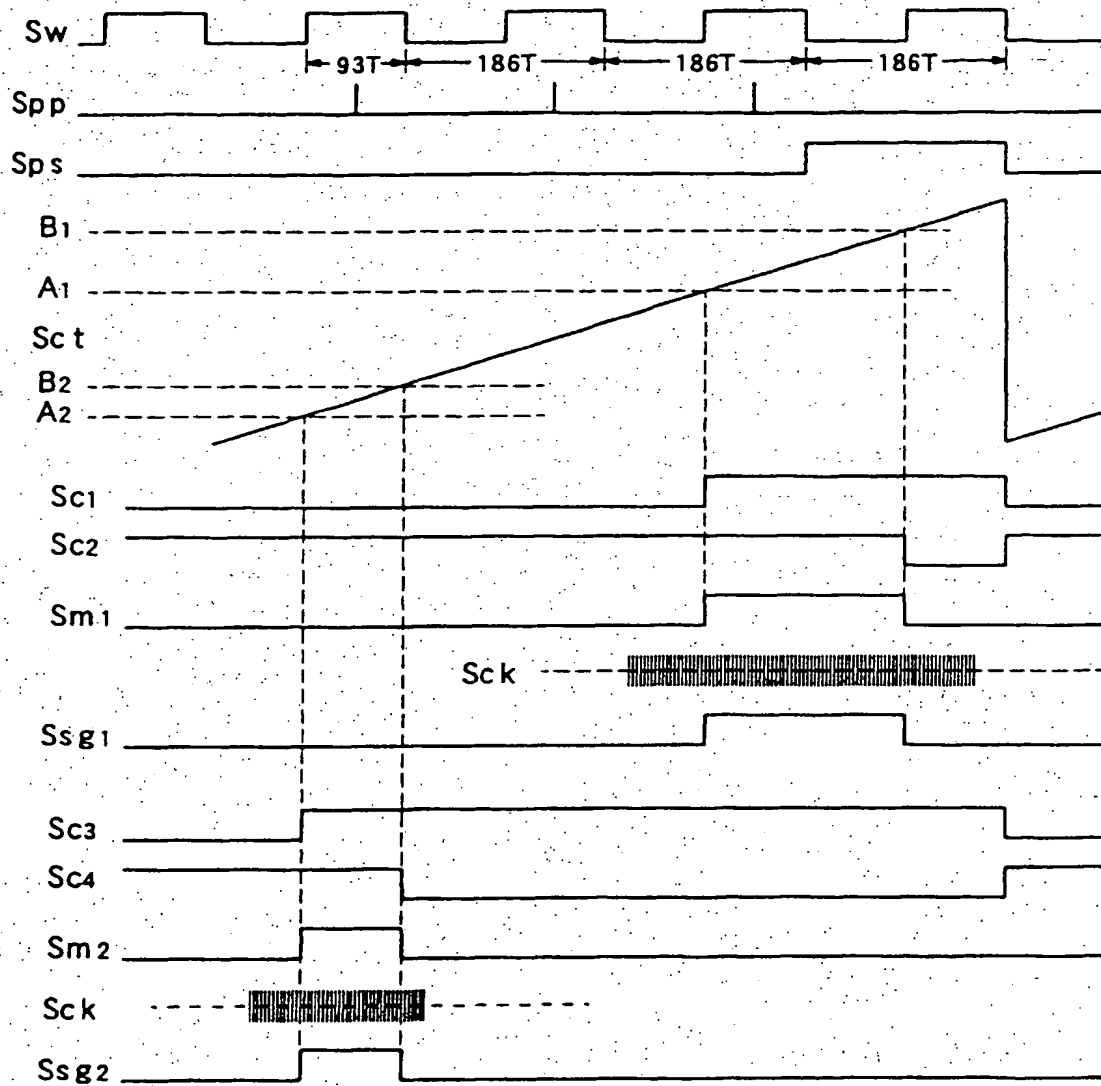 Sw
93T 186T 186T 186T
Spp
Sps
B1
A1
Sct
B2
A2
Sc1
Sc2
Sm1
Sck
Ssg1
Sc3
Sc4
Sm2
Sck
Ssg2